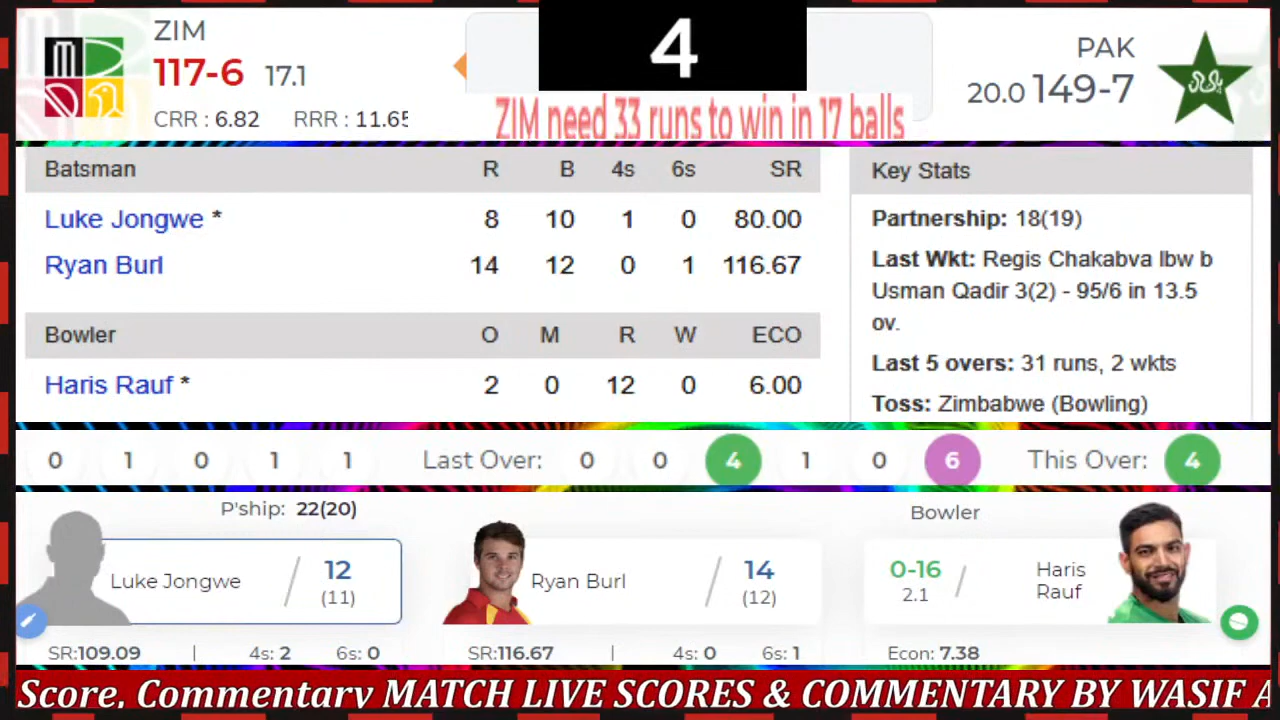 ZIM
117-6 17.1
CRR : 6.82 RRR : 11.65
4
ZIM need 33 runs to win in 17 balls
PAK
20.0 149-7
Batsman R B 4s 6s SR
Luke Jongwe * 8 10 1 0 80.00
Ryan Burl 14 12 0 1 116.67
Bowler O M R W ECO
Haris Rauf * 2 0 12 0 6.00
Key Stats
Partnership: 18(19)
Last Wkt: Regis Chakabva lbw b
Usman Qadir 3(2) - 95/6 in 13.5
ov.
Last 5 overs: 31 runs, 2 wkts
Toss: Zimbabwe (Bowling)
0 1 0 1 1 Last Over: 0 0 4 1 0 6 This Over: 4
P'ship: 22(20)
Luke Jongwe / 12
(11)
SR:109.09 | 4s: 2 6s: 0
Ryan Burl / 14
(12)
SR:116.67 | 4s: 0 6s: 1
Bowler
0-16 / Haris
2.1 Rauf
Econ: 7.38
Score, Commentary MATCH LIVE SCORES & COMMENTARY BY WASIF A